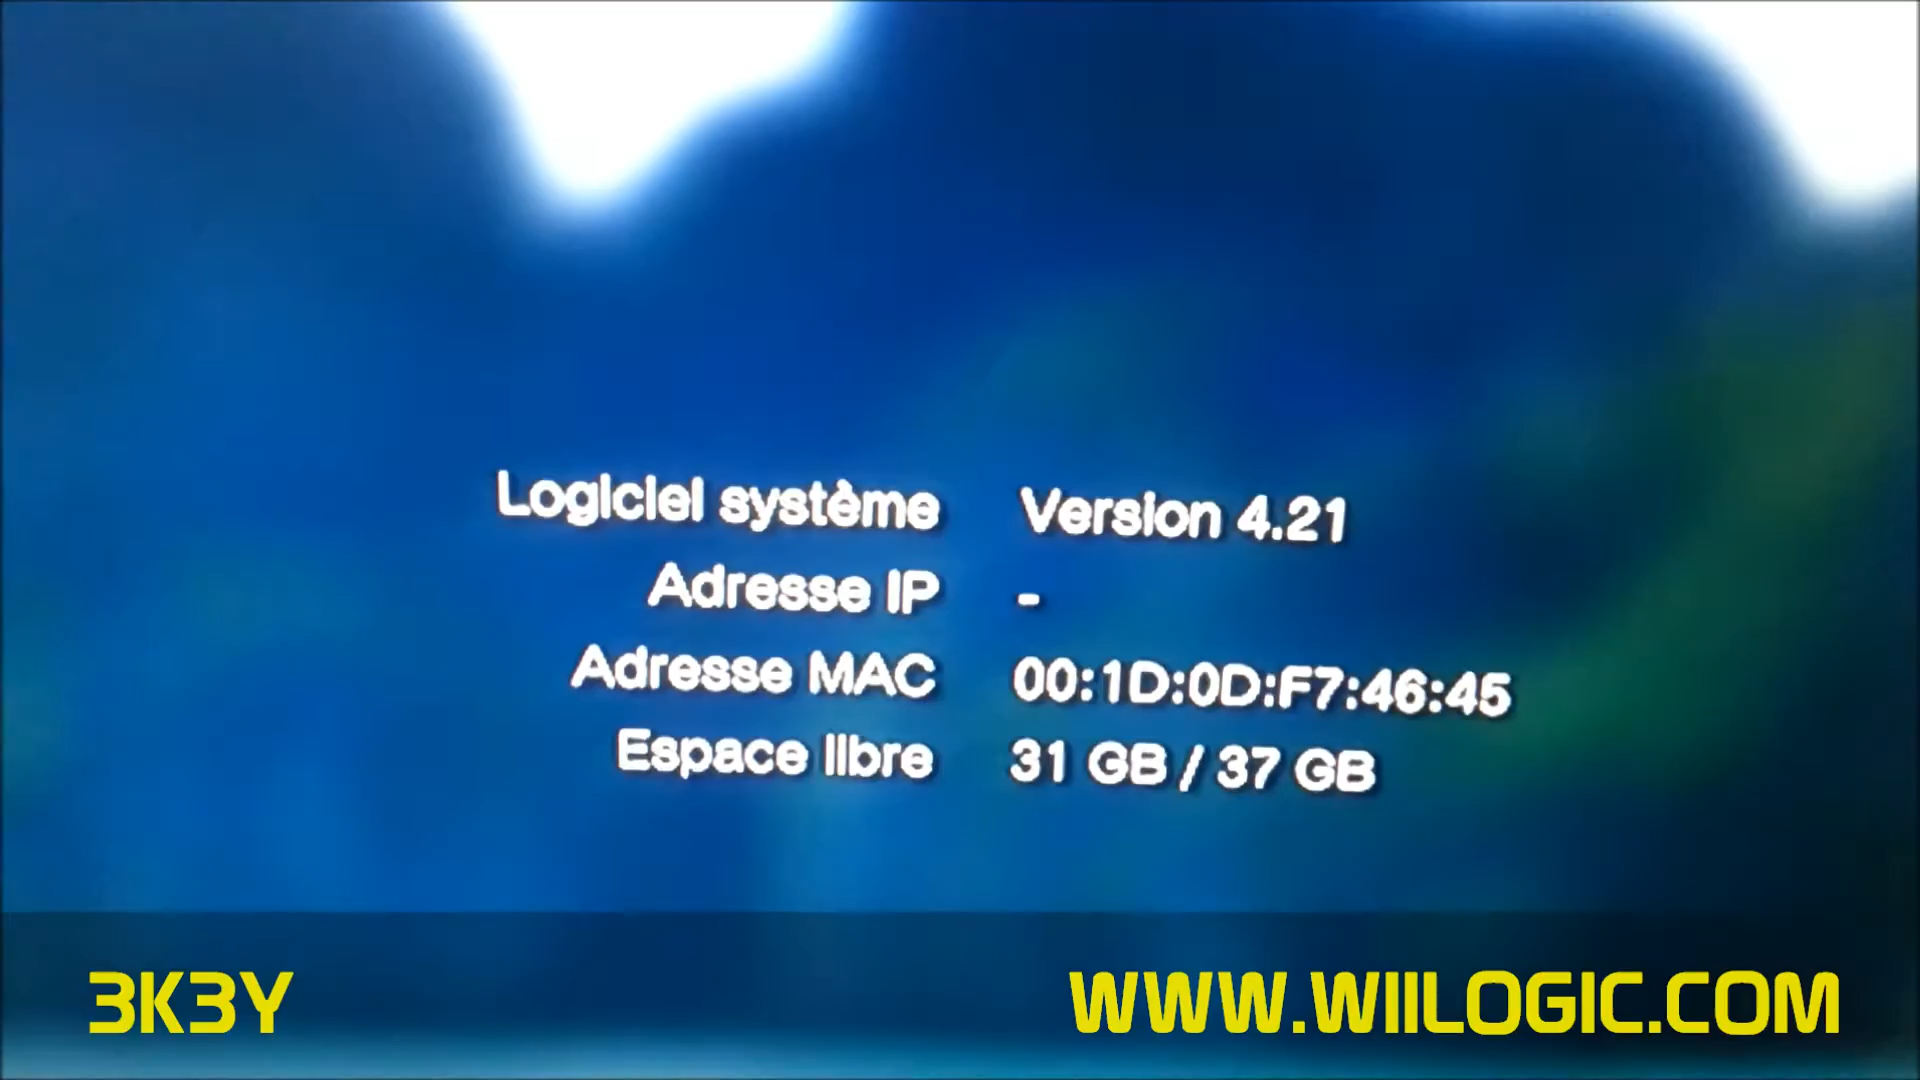 Logiciel système Version 4.21
Adresse IP -
Adresse MAC 00:1D:0D:F7:46:45
Espace libre 31 GB / 37 GB
3K3Y WWW.WIILOGIC.COM